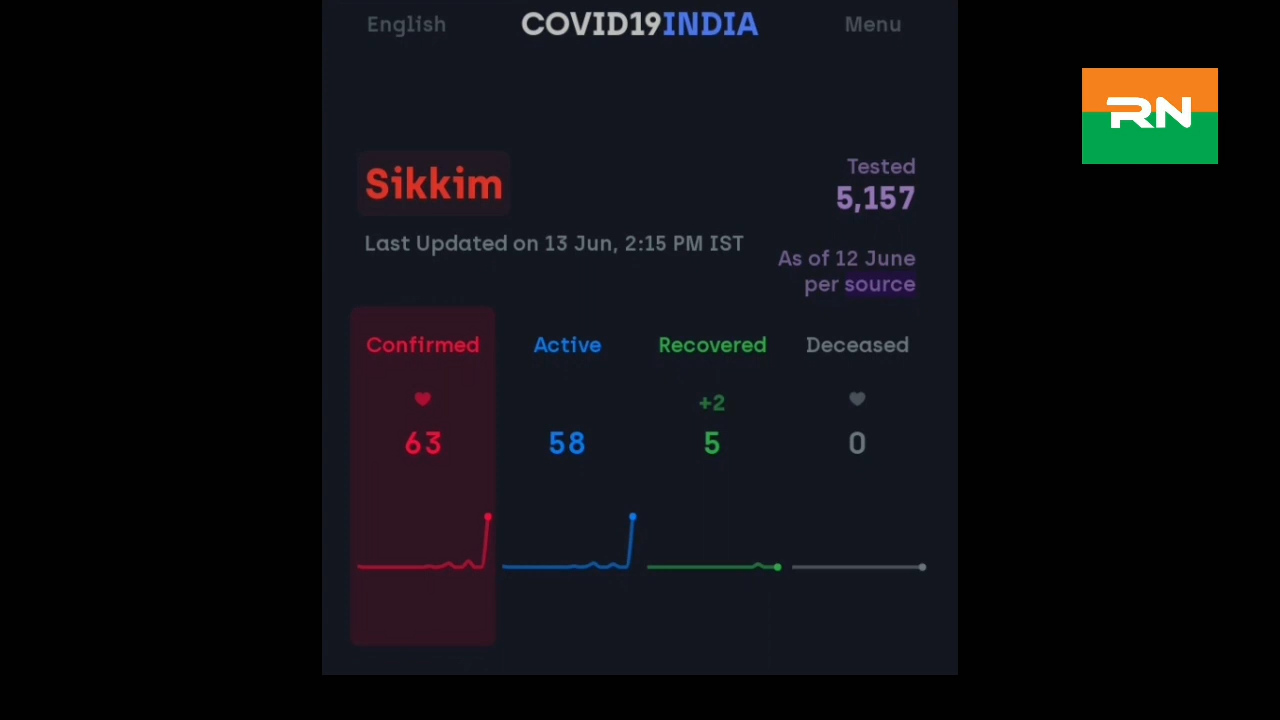 English COVID19INDIA Menu
RN
Sikkim
Tested
5,157
Last Updated on 13 Jun, 2:15 PM IST
As of 12 June
per source
Confirmed Active Recovered Deceased
+2
63 58 5 0